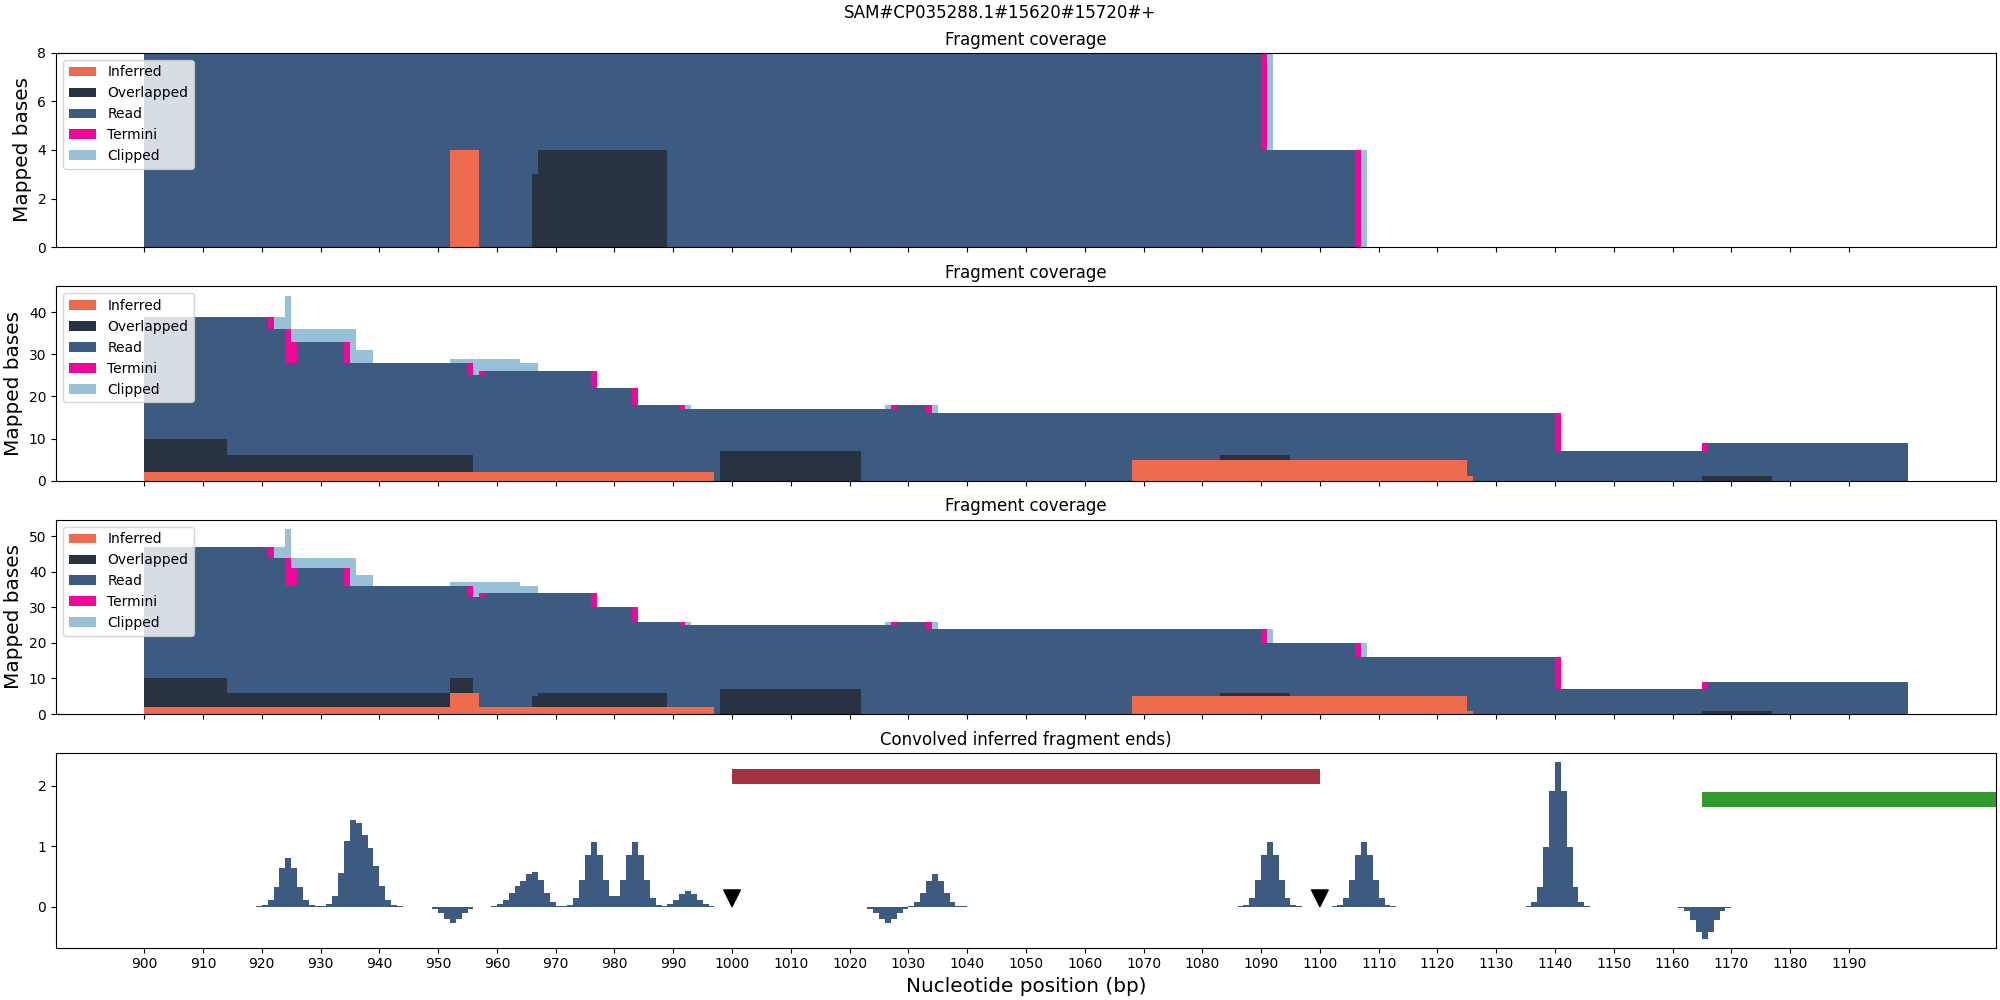 SAM#CP035288.1#15620#15720#+
Fragment coverage
Mapped bases
8
6
4
2
0
Inferred
Overlapped
Read
Termini
Clipped
Fragment coverage
Mapped bases
40
30
20
10
0
Inferred
Overlapped
Read
Termini
Clipped
Fragment coverage
Mapped bases
50
40
30
20
10
0
Inferred
Overlapped
Read
Termini
Clipped
Convolved inferred fragment ends)
2
1
0
900 910 920 930 940 950 960 970 980 990 1000 1010 1020 1030 1040 1050 1060 1070 1080 1090 1100 1110 1120 1130 1140 1150 1160 1170 1180 1190
Nucleotide position (bp)